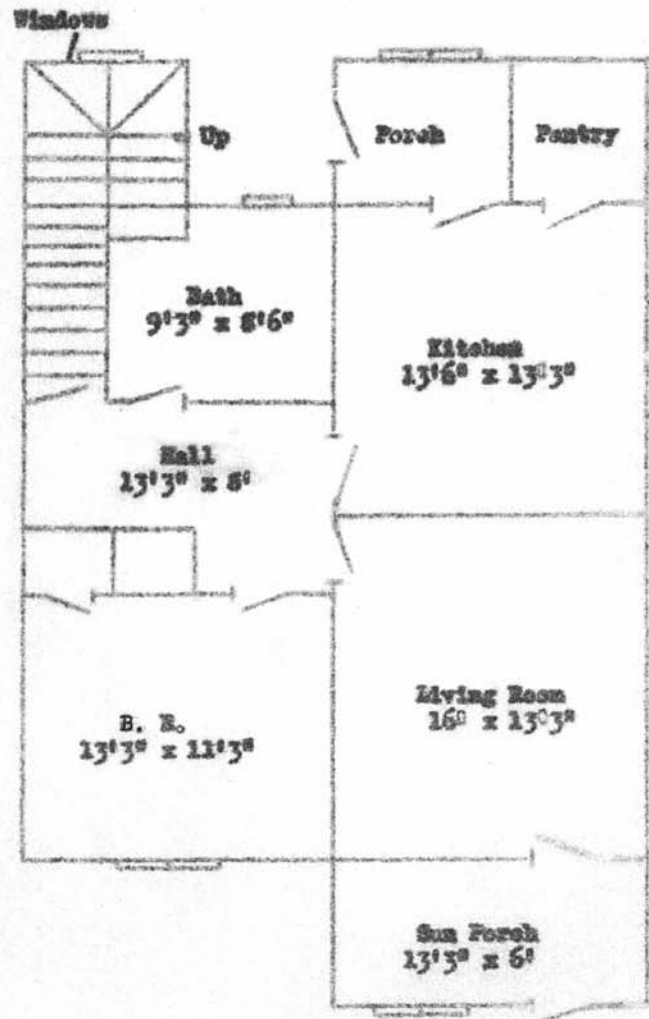 Windows
Up
Porch
Pantry
Bath
9'3" x 8'6"
Kitchen
13'6" x 13'3"
Hall
13'3" x 8'
Living Room
16' x 13'3"
B. R.
13'3" x 11'3"
Sun Porch
13'3" x 6'